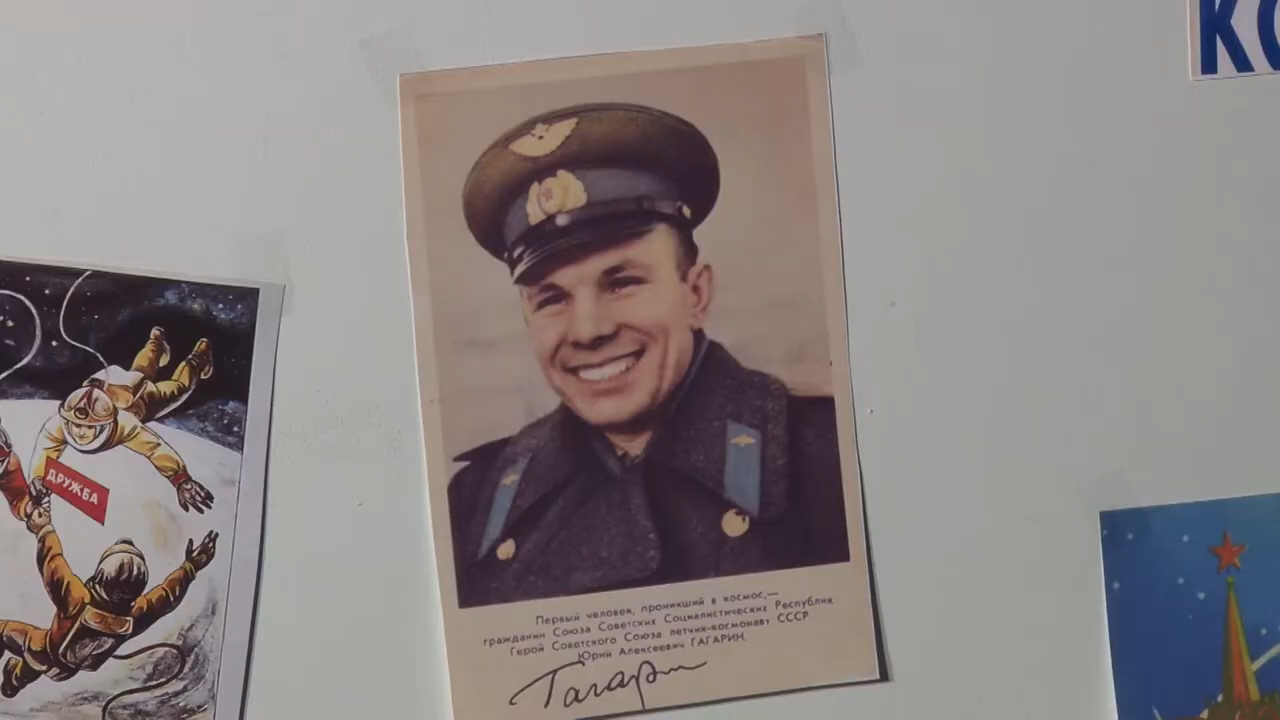 КО
ДРУЖБА
Первый человек, проникший в космос,—
гражданин Союза Советских Социалистических Республик
Герой Советского Союза летчик-космонавт СССР
Юрий Алексеевич ГАГАРИН.
Гагарин